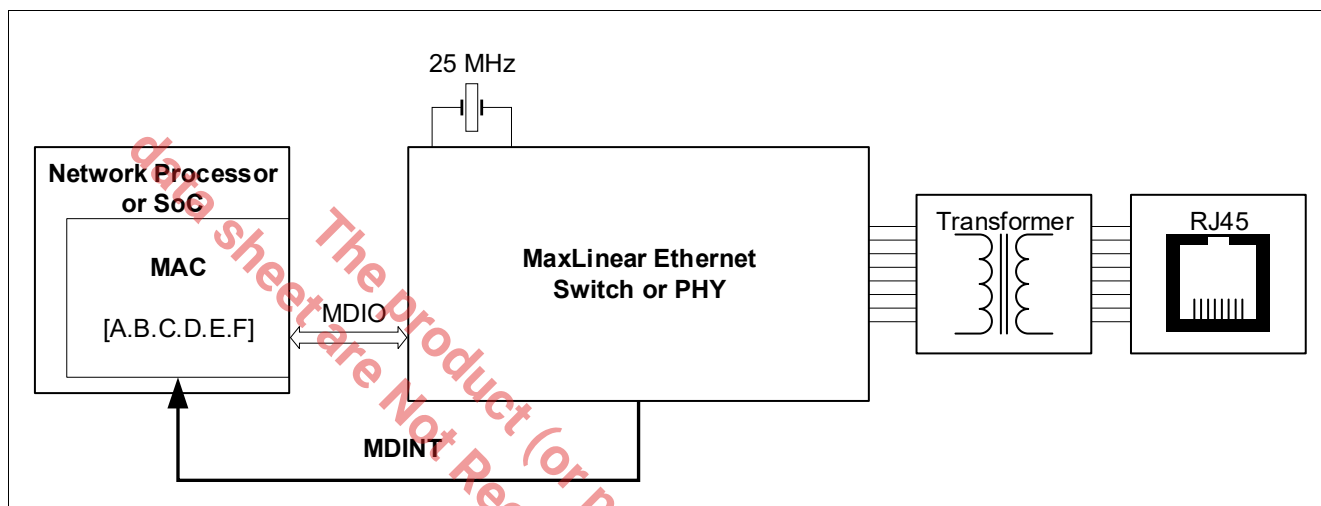 25 MHz
Network Processor
or SoC
MAC
[A.B.C.D.E.F]
MDIO
MaxLinear Ethernet
Switch or PHY
Transformer
RJ45
MDINT
The product (or
data sheet are Not